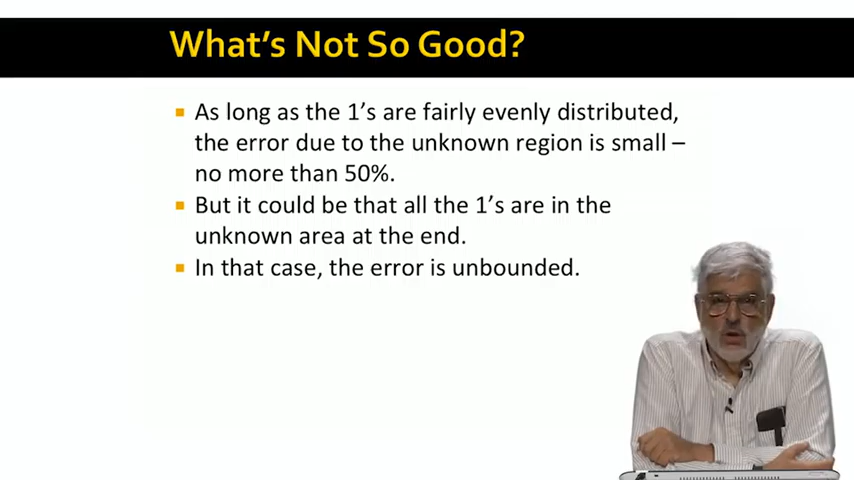 What's Not So Good?
As long as the 1's are fairly evenly distributed,
the error due to the unknown region is small –
no more than 50%.
But it could be that all the 1's are in the
unknown area at the end.
In that case, the error is unbounded.